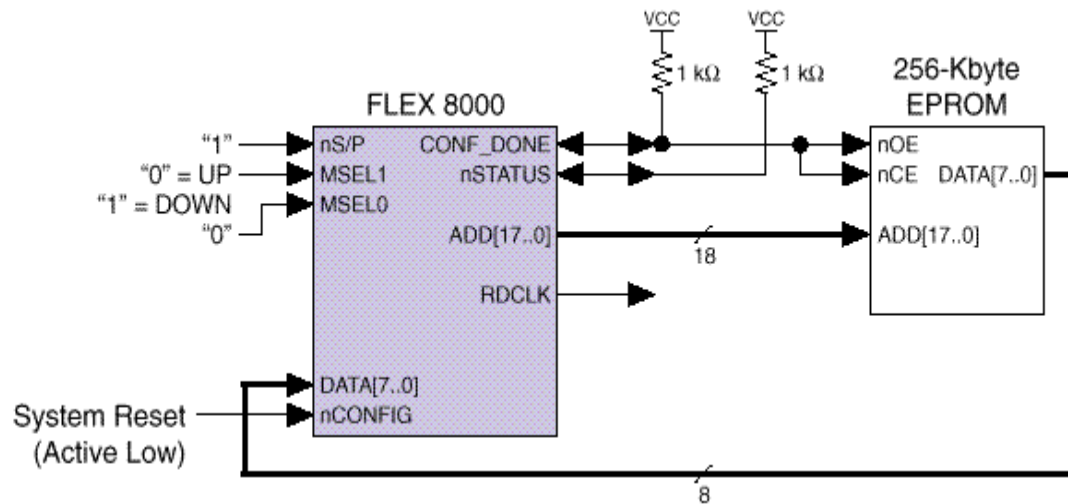 VCC
VCC
1 kΩ
1 kΩ
256-Kbyte
EPROM
FLEX 8000
“1”
nS/P
CONF_DONE
nOE
“0” = UP
MSEL1
nSTATUS
nCE
DATA[7..0]
“1” = DOWN
MSEL0
“0”
ADD[17..0]
18
ADD[17..0]
RDCLK
DATA[7..0]
System Reset
(Active Low)
nCONFIG
8